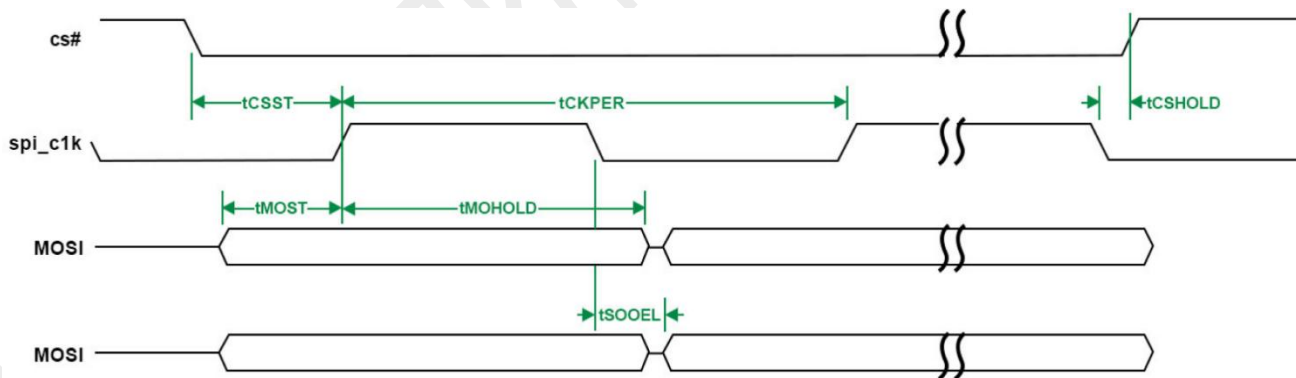 cs#
tCSST tCKPER tCSHOLD
spi_c1k
tMOST tMOHOLD
MOSI
tSOOEL
MOSI